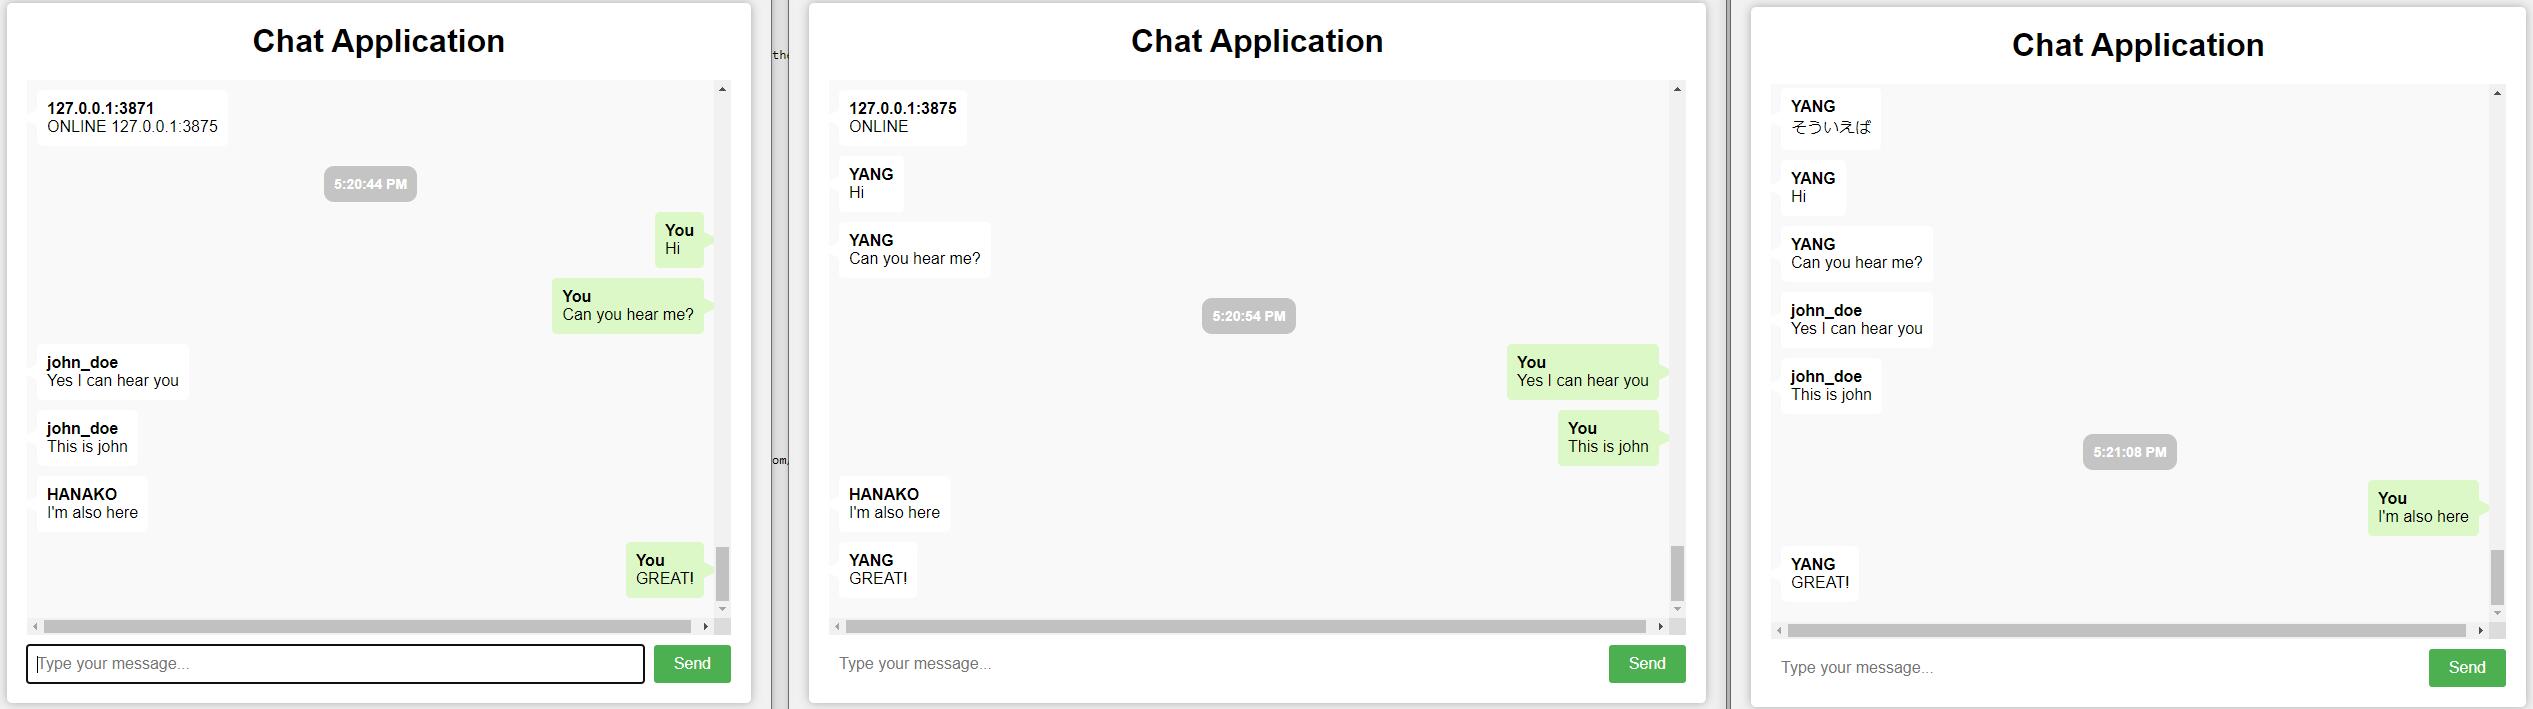 Chat Application
127.0.0.1:3871
ONLINE 127.0.0.1:3875
5:20:44 PM
You
Hi
You
Can you hear me?
john_doe
Yes I can hear you
john_doe
This is john
HANAKO
I'm also here
You
GREAT!
Type your message...
Send
the
om/
Chat Application
127.0.0.1:3875
ONLINE
YANG
Hi
YANG
Can you hear me?
5:20:54 PM
You
Yes I can hear you
You
This is john
HANAKO
I'm also here
YANG
GREAT!
Type your message...
Send
Chat Application
YANG
そういえば
YANG
Hi
YANG
Can you hear me?
john_doe
Yes I can hear you
john_doe
This is john
5:21:08 PM
You
I'm also here
YANG
GREAT!
Type your message...
Send